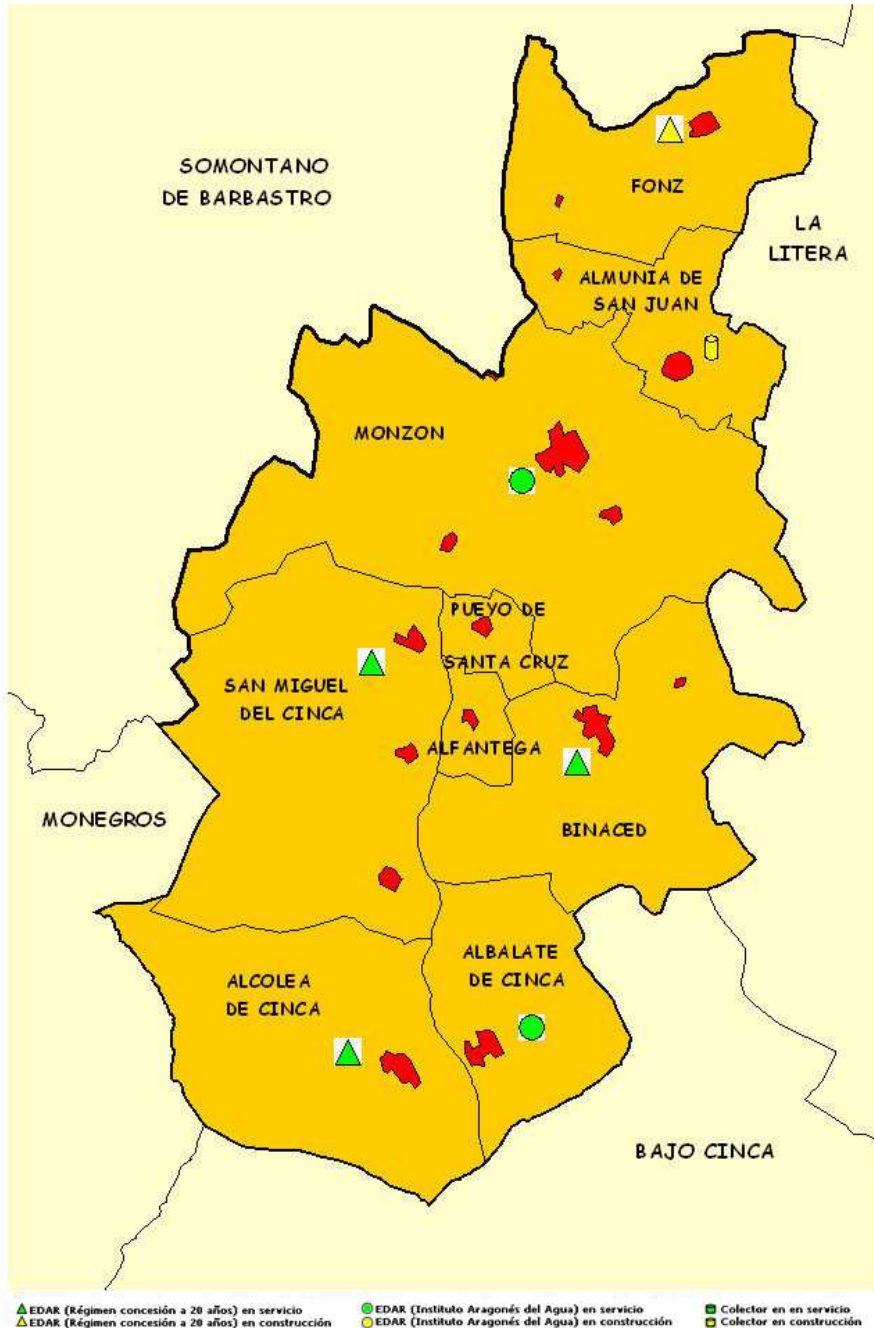 SOMONTANO
DE BARBASTRO
FONZ
LA
LITERA
ALMUNIA DE
SAN JUAN
MONZON
PUEYO DE
SANTA CRUZ
SAN MIGUEL
DEL CINCA
ALFANTEGA
MONEGROS
BINACED
ALBALATE
DE CINCA
ALCOLEA
DE CINCA
BAJO CINCA
EDAR (Régimen concesión a 20 años) en servicio
EDAR (Instituto Aragonés del Agua) en servicio
Colector en en servicio
EDAR (Régimen concesión a 20 años) en construcción
EDAR (Instituto Aragonés del Agua) en construcción
Colector en construcción